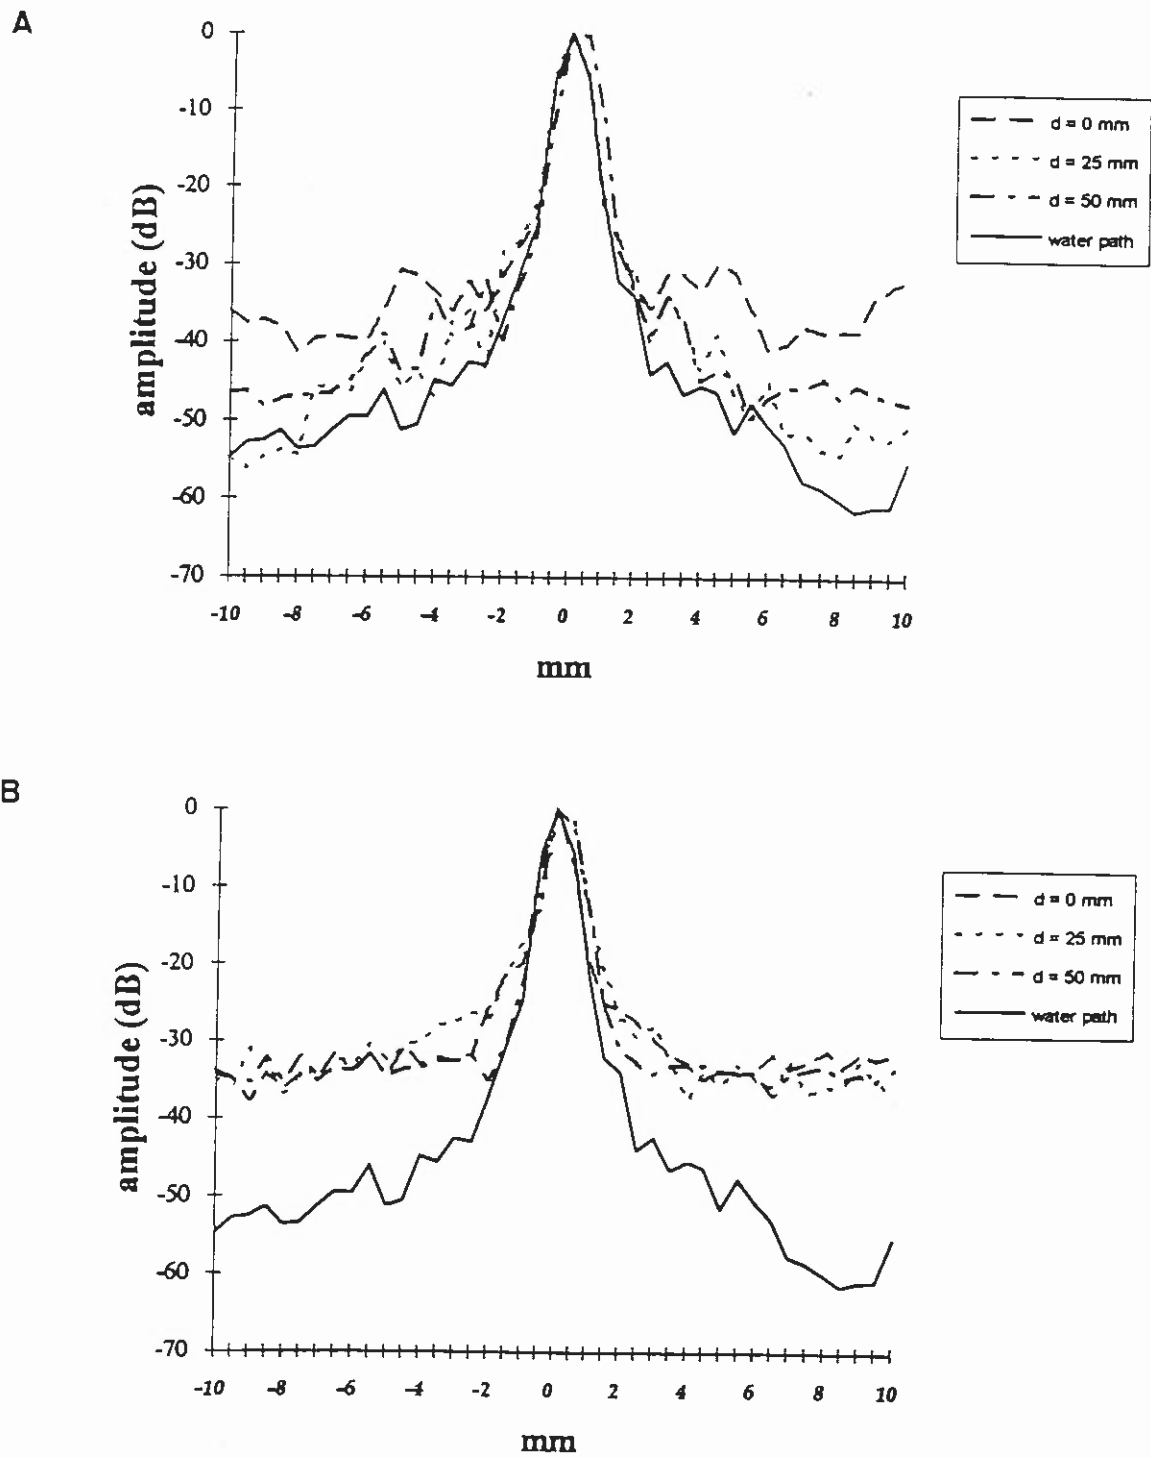 A
amplitude (dB)
0
-10
-20
-30
-40
-50
-60
-70
-10 -8 -6 -4 -2 0 2 4 6 8 10
mm
d = 0 mm
d = 25 mm
d = 50 mm
water path
B
amplitude (dB)
0
-10
-20
-30
-40
-50
-60
-70
-10 -8 -6 -4 -2 0 2 4 6 8 10
mm
d = 0 mm
d = 25 mm
d = 50 mm
water path